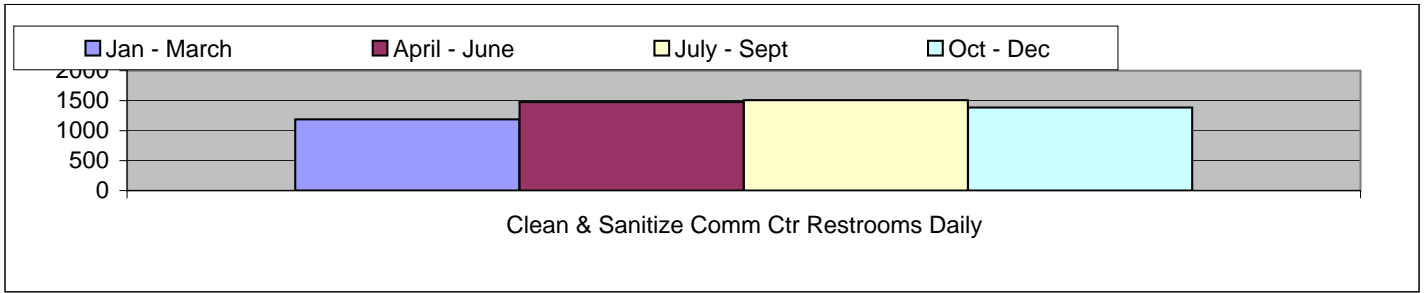 Jan - March April - June July - Sept Oct - Dec
2000
1500
1000
500
0
Clean & Sanitize Comm Ctr Restrooms Daily